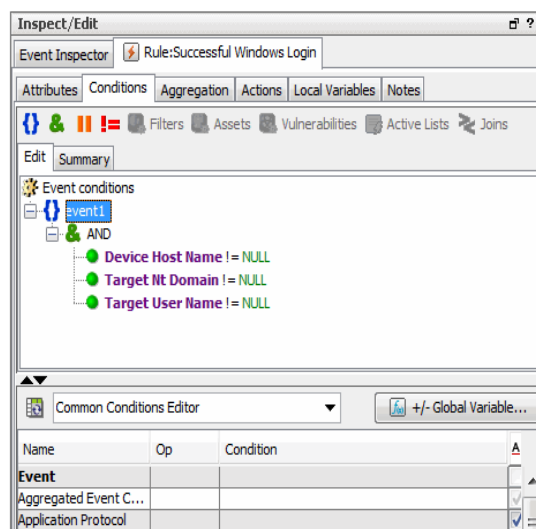 Inspect/Edit ?
Event Inspector Rule:Successful Windows Login
Attributes Conditions Aggregation Actions Local Variables Notes
{} & || != Filters Assets Vulnerabilities Active Lists Joins
Edit Summary
Event conditions
{} event1
& AND
Device Host Name != NULL
Target Nt Domain != NULL
Target User Name != NULL
Common Conditions Editor +/- Global Variable...
Name Op Condition A
Event
Aggregated Event C...
Application Protocol